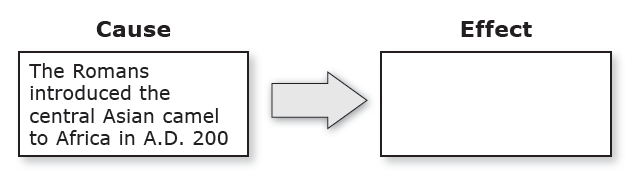 Cause
Effect
The Romans
introduced the
central Asian camel
to Africa in A.D. 200